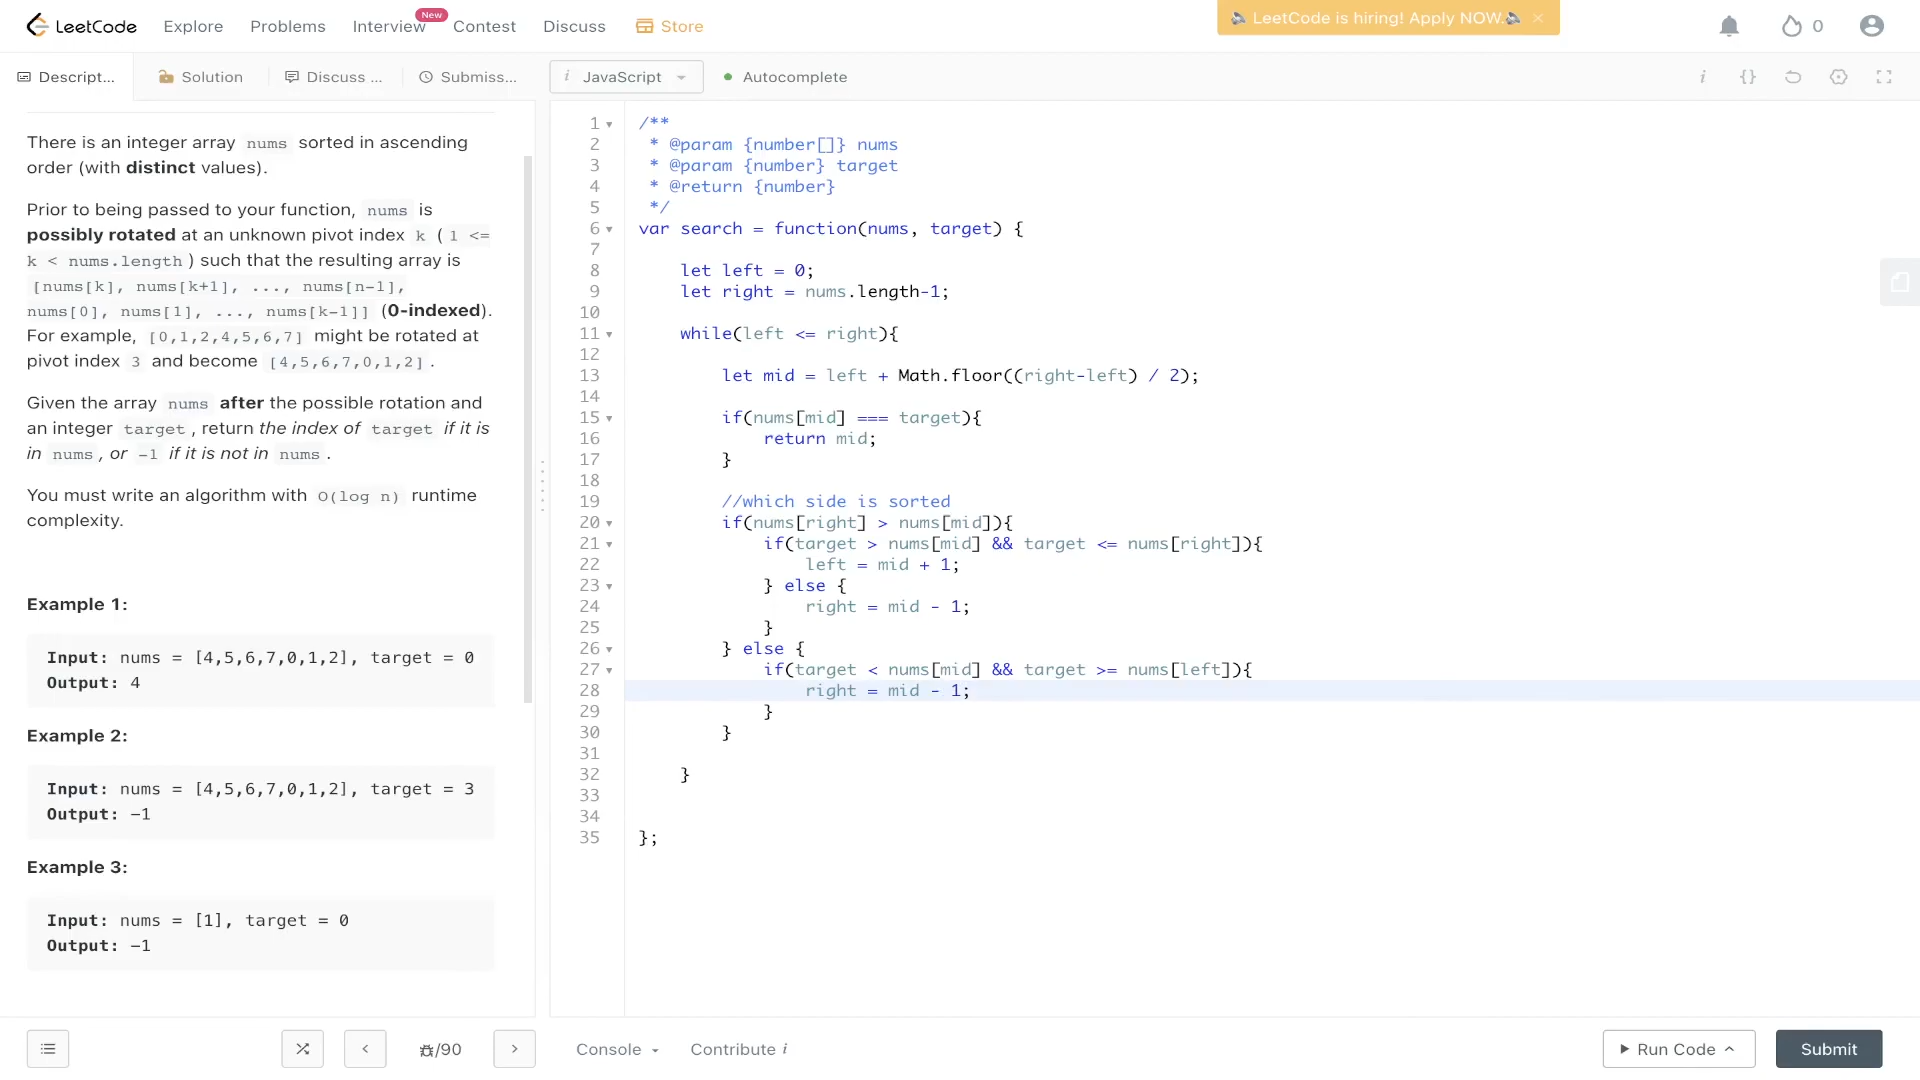 LeetCode Explore Problems Interview New Contest Discuss Store LeetCode is hiring! Apply NOW. 0
Descript... Solution Discuss ... Submiss... i JavaScript Autocomplete i {}
There is an integer array nums sorted in ascending
order (with distinct values).
Prior to being passed to your function, nums is
possibly rotated at an unknown pivot index k ( 1 <=
k < nums.length ) such that the resulting array is
[nums[k], nums[k+1], ..., nums[n-1],
nums[0], nums[1], ..., nums[k-1]] (0-indexed).
For example, [0,1,2,4,5,6,7] might be rotated at
pivot index 3 and become [4,5,6,7,0,1,2] .
Given the array nums after the possible rotation and
an integer target , return the index of target if it is
in nums , or -1 if it is not in nums .
You must write an algorithm with O(log n) runtime
complexity.
Example 1:
Input: nums = [4,5,6,7,0,1,2], target = 0
Output: 4
Example 2:
Input: nums = [4,5,6,7,0,1,2], target = 3
Output: -1
Example 3:
Input: nums = [1], target = 0
Output: -1
1 /**
2 * @param {number[]} nums
3 * @param {number} target
4 * @return {number}
5 */
6 var search = function(nums, target) {
7
8 let left = 0;
9 let right = nums.length-1;
10
11 while(left <= right){
12
13 let mid = left + Math.floor((right-left) / 2);
14
15 if(nums[mid] === target){
16 return mid;
17 }
18
19 //which side is sorted
20 if(nums[right] > nums[mid]){
21 if(target > nums[mid] && target <= nums[right]){
22 left = mid + 1;
23 } else {
24 right = mid - 1;
25 }
26 } else {
27 if(target < nums[mid] && target >= nums[left]){
28 right = mid - 1;
29 }
30 }
31
32 }
33
34
35 };
< /90 > Console Contribute i Run Code Submit